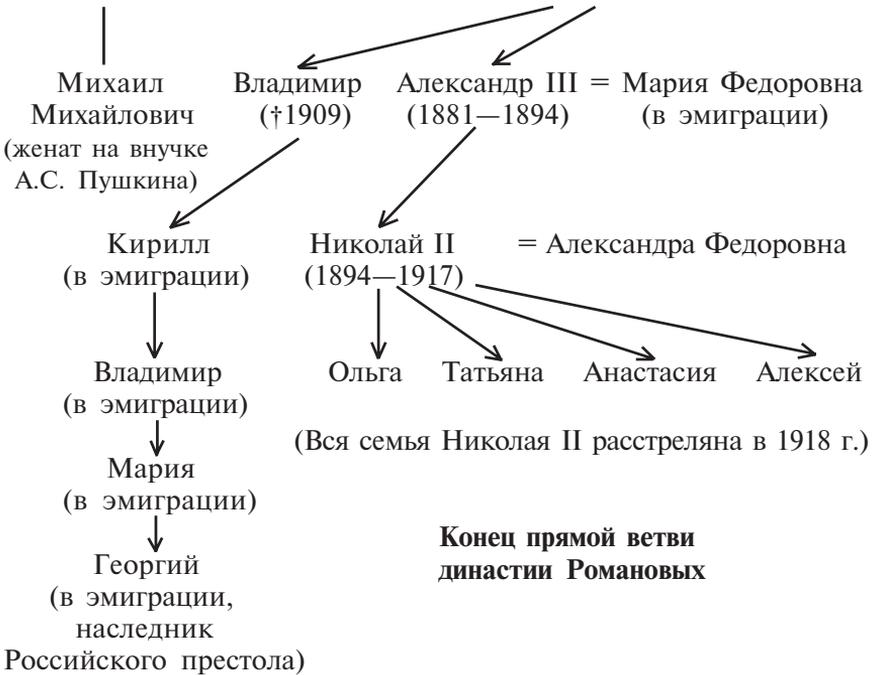 Михаил
Михайлович
(женат на внучке
А.С. Пушкина)
Владимир
(†1909)
Александр III = Мария Федоровна
(1881—1894)
(в эмиграции)
Кирилл
(в эмиграции)
Николай II
(1894—1917)
= Александра Федоровна
Владимир
(в эмиграции)
Ольга
Татьяна
Анастасия
Алексей
(Вся семья Николая II расстреляна в 1918 г.)
Мария
(в эмиграции)
Георгий
(в эмиграции,
наследник
Российского престола)
Конец прямой ветви
династии Романовых